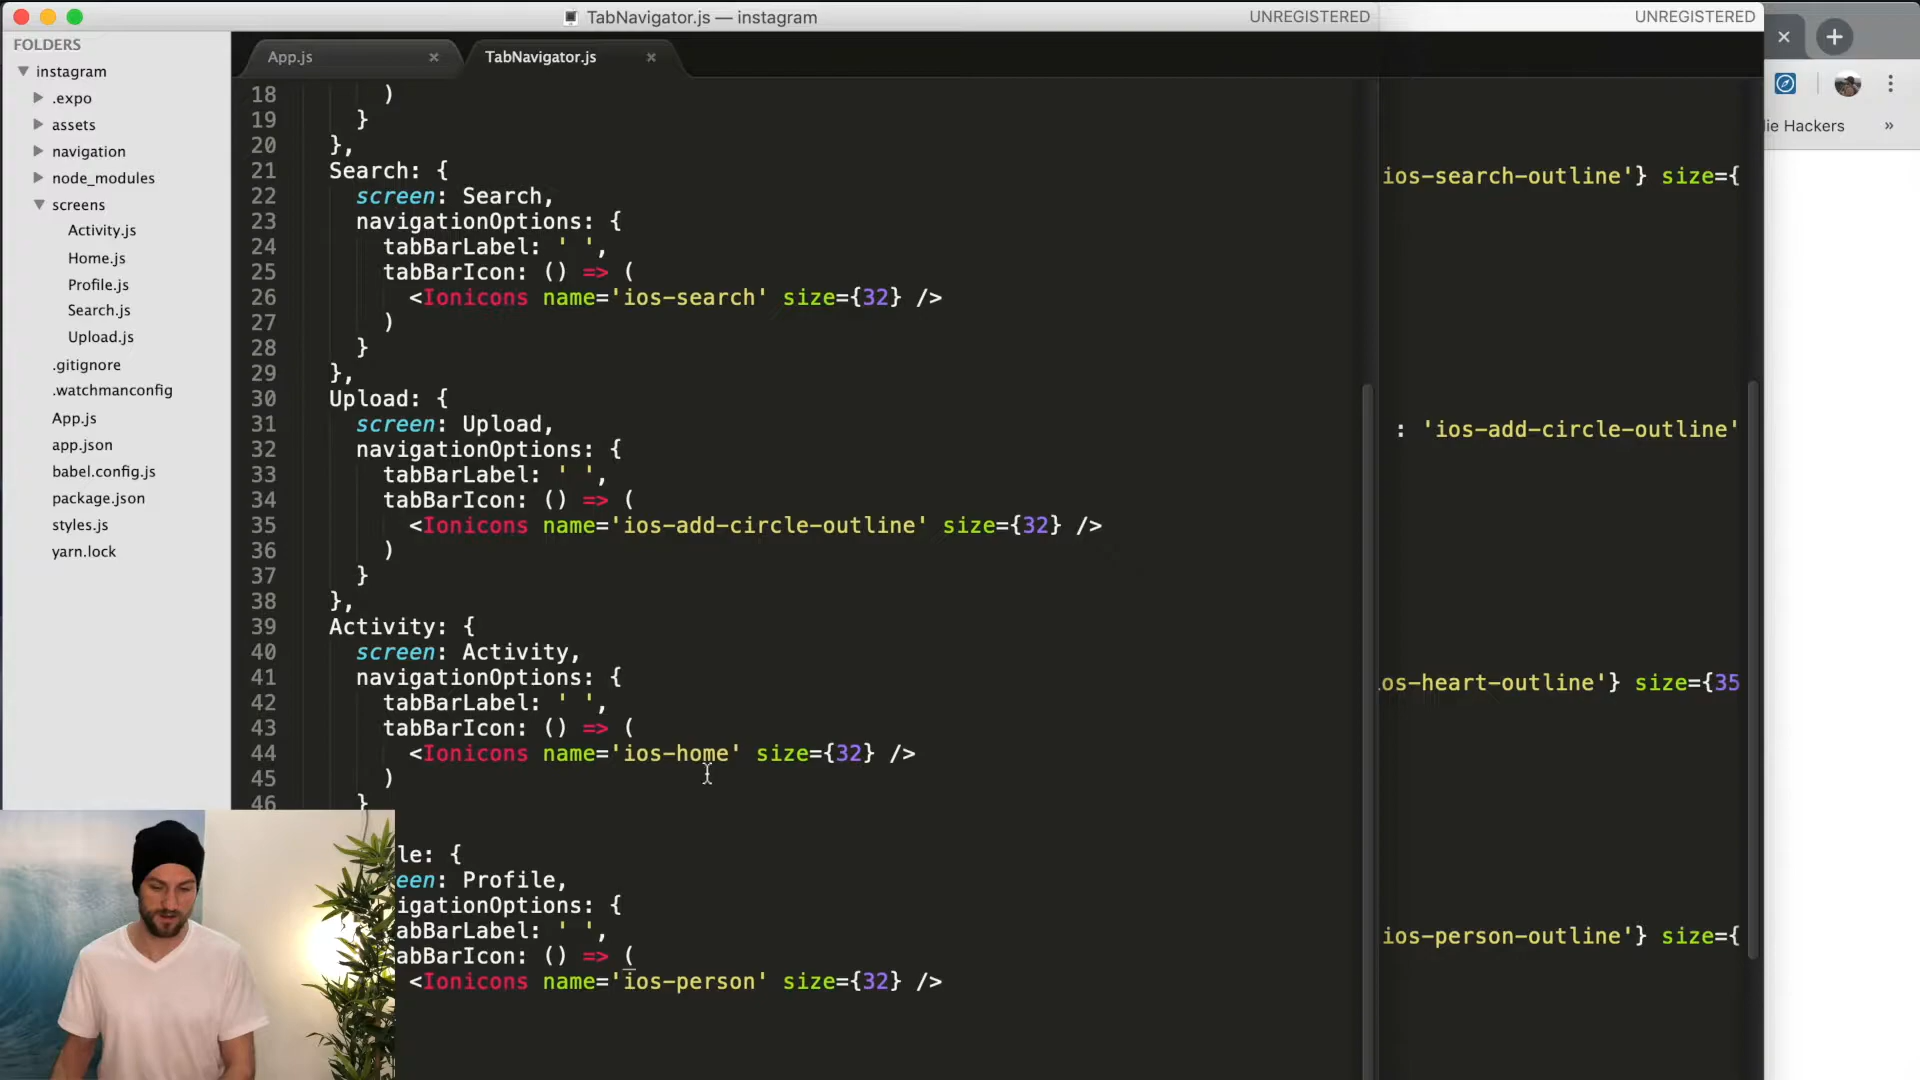 TabNavigator.js — instagram
UNREGISTERED
UNREGISTERED
FOLDERS
instagram
.expo
assets
navigation
node_modules
screens
Activity.js
Home.js
Profile.js
Search.js
Upload.js
.gitignore
.watchmanconfig
App.js
app.json
babel.config.js
package.json
styles.js
yarn.lock
App.js
TabNavigator.js
18 )
19 }
20 },
21 Search: {
22 screen: Search,
23 navigationOptions: {
24 tabBarLabel: ' ',
25 tabBarIcon: () => (
26 <Ionicons name='ios-search' size={32} />
27 )
28 }
29 },
30 Upload: {
31 screen: Upload,
32 navigationOptions: {
33 tabBarLabel: ' ',
34 tabBarIcon: () => (
35 <Ionicons name='ios-add-circle-outline' size={32} />
36 )
37 }
38 },
39 Activity: {
40 screen: Activity,
41 navigationOptions: {
42 tabBarLabel: ' ',
43 tabBarIcon: () => (
44 <Ionicons name='ios-home' size={32} />
45 )
46 }
le: {
een: Profile,
igationOptions: {
abBarLabel: ' ',
abBarIcon: () => (
<Ionicons name='ios-person' size={32} />
ios-search-outline'} size={
: 'ios-add-circle-outline'
os-heart-outline'} size={35
ios-person-outline'} size={
die Hackers
»